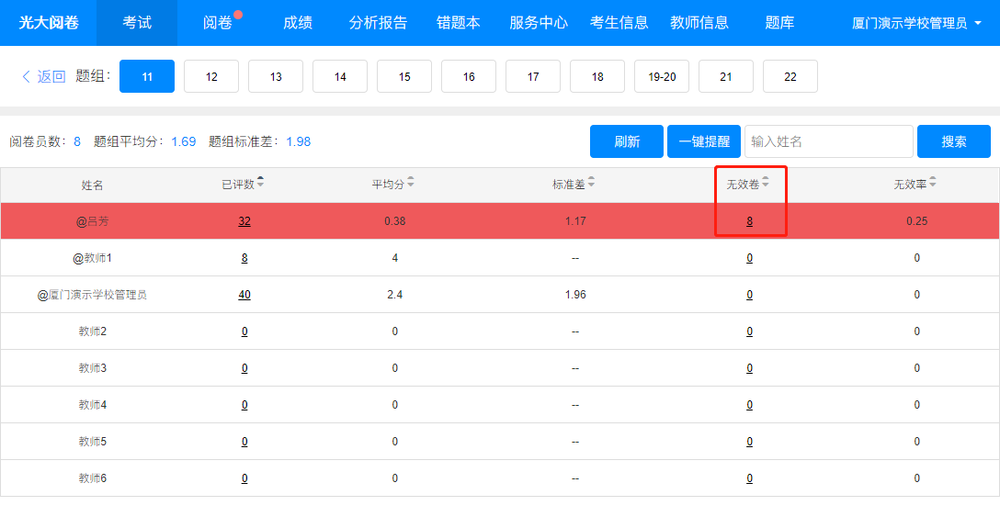 光大阅卷 考试 阅卷 成绩 分析报告 错题本 服务中心 考生信息 教师信息 题库 厦门演示学校管理员
返回 题组： 11 12 13 14 15 16 17 18 19-20 21 22
阅卷员数：8 题组平均分：1.69 题组标准差：1.98 刷新 一键提醒 输入姓名 搜索
姓名 已评数 平均分 标准差 无效卷 无效率
@吕芳 32 0.38 1.17 8 0.25
@教师1 8 4 -- 0 0
@厦门演示学校管理员 40 2.4 1.96 0 0
教师2 0 0 -- 0 0
教师3 0 0 -- 0 0
教师4 0 0 -- 0 0
教师5 0 0 -- 0 0
教师6 0 0 -- 0 0